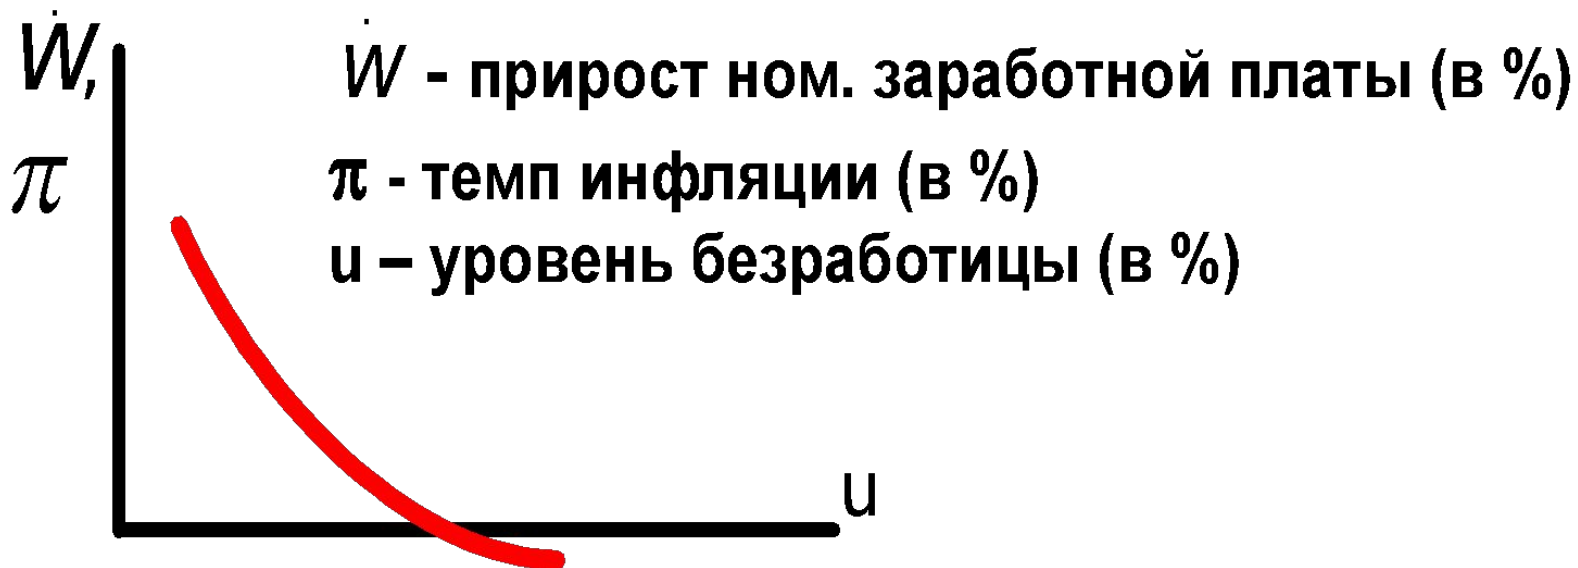 Ẇ,
π
Ẇ - прирост ном. заработной платы (в %)
π - темп инфляции (в %)
u – уровень безработицы (в %)
u